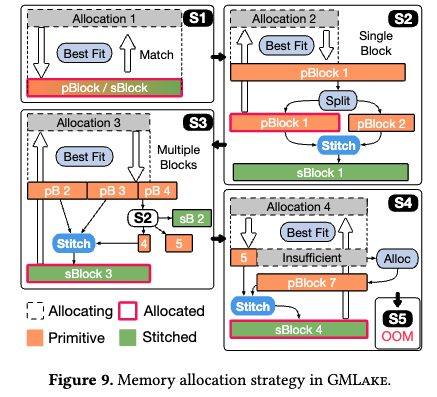 Allocation 1
S1
Best Fit
Match
pBlock / sBlock
Allocation 2
S2
Best Fit
Single
Block
pBlock 1
Split
pBlock 1
pBlock 2
Stitch
sBlock 1
Allocation 3
S3
Best Fit
Multiple
Blocks
pB 2
pB 3
pB 4
S2
sB 2
Stitch
4
5
sBlock 3
Allocation 4
S4
Best Fit
5
Insufficient
Alloc
pBlock 7
Stitch
sBlock 4
S5
OOM
Allocating
Allocated
Primitive
Stitched
Figure 9. Memory allocation strategy in GMLAKE.